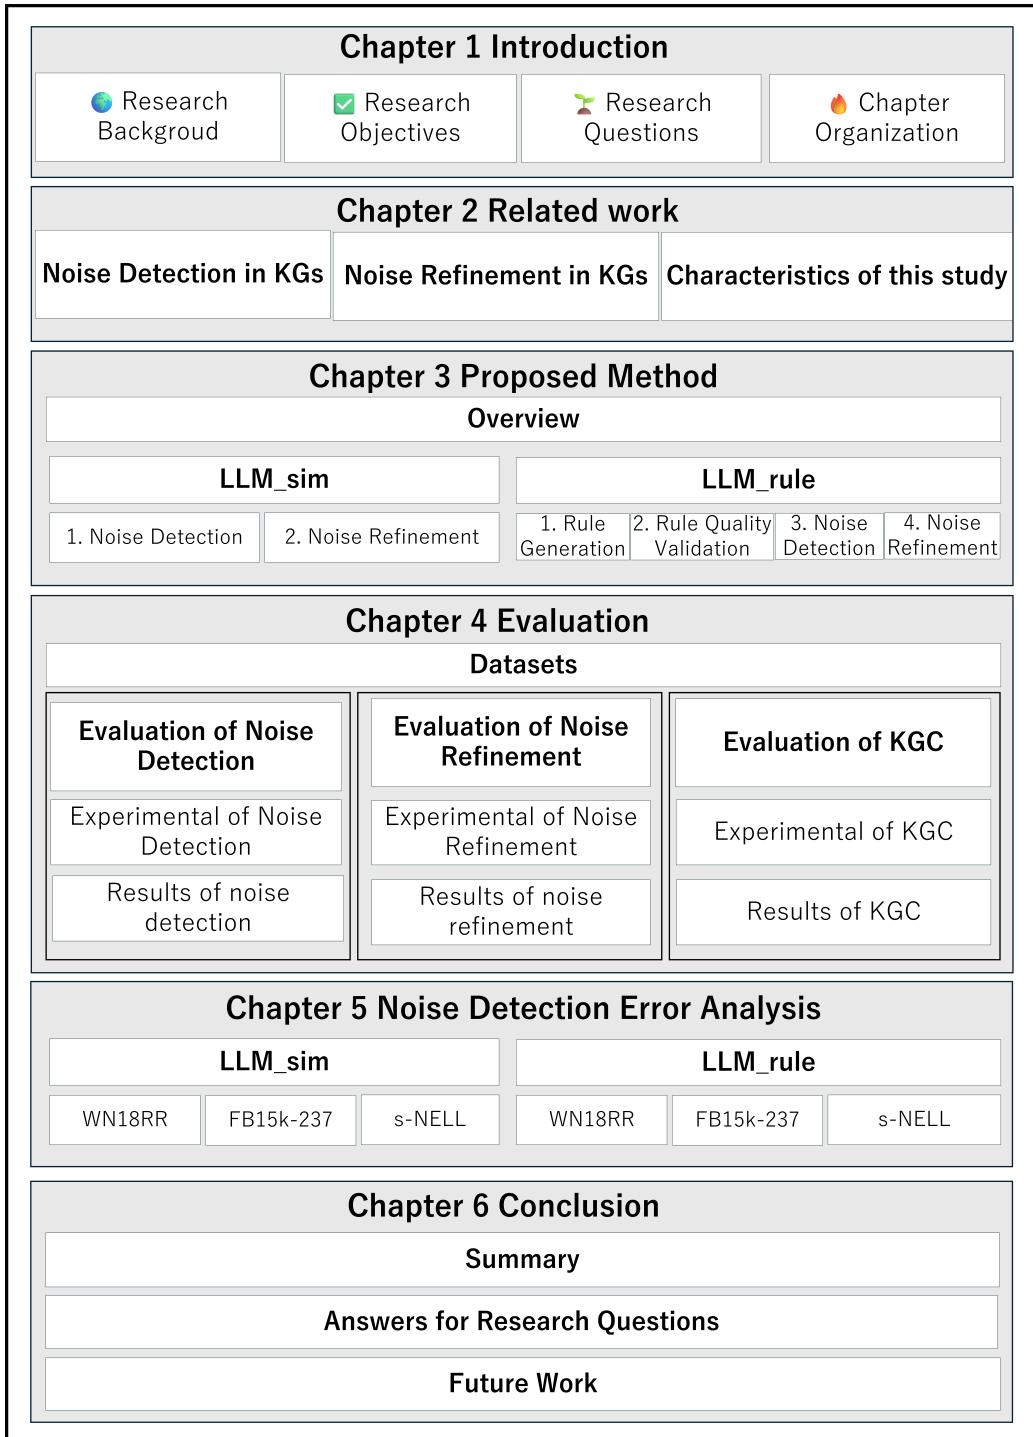 Chapter 1 Introduction
🌍 Research
Backgroud
✅ Research
Objectives
🌱 Research
Questions
🔥 Chapter
Organization
Chapter 2 Related work
Noise Detection in KGs
Noise Refinement in KGs
Characteristics of this study
Chapter 3 Proposed Method
Overview
LLM_sim
1. Noise Detection
2. Noise Refinement
LLM_rule
1. Rule
Generation
2. Rule Quality
Validation
3. Noise
Detection
4. Noise
Refinement
Chapter 4 Evaluation
Datasets
Evaluation of Noise
Detection
Experimental of Noise
Detection
Results of noise
detection
Evaluation of Noise
Refinement
Experimental of Noise
Refinement
Results of noise
refinement
Evaluation of KGC
Experimental of KGC
Results of KGC
Chapter 5 Noise Detection Error Analysis
LLM_sim
WN18RR
FB15k-237
s-NELL
LLM_rule
WN18RR
FB15k-237
s-NELL
Chapter 6 Conclusion
Summary
Answers for Research Questions
Future Work